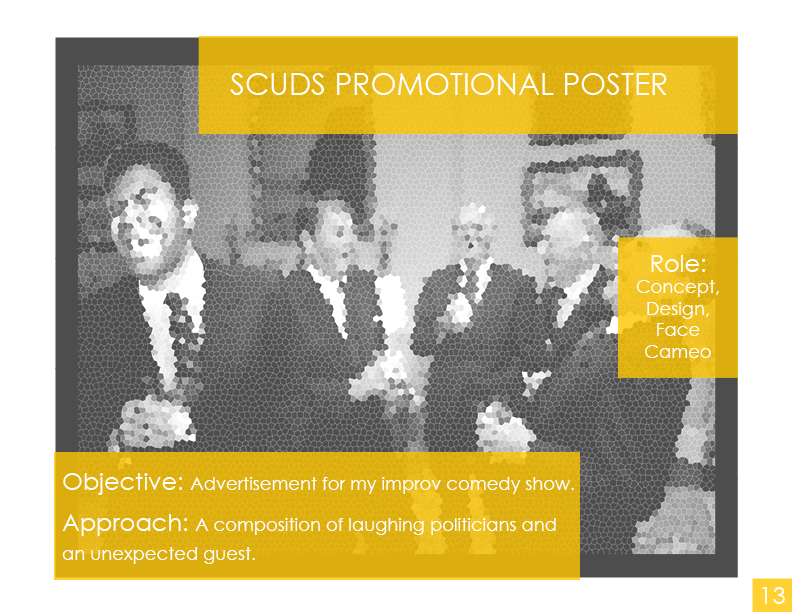 SCUDS PROMOTIONAL POSTER
Role:
Concept,
Design,
Face
Cameo
Objective: Advertisement for my improv comedy show.
Approach: A composition of laughing politicians and
an unexpected guest.
13